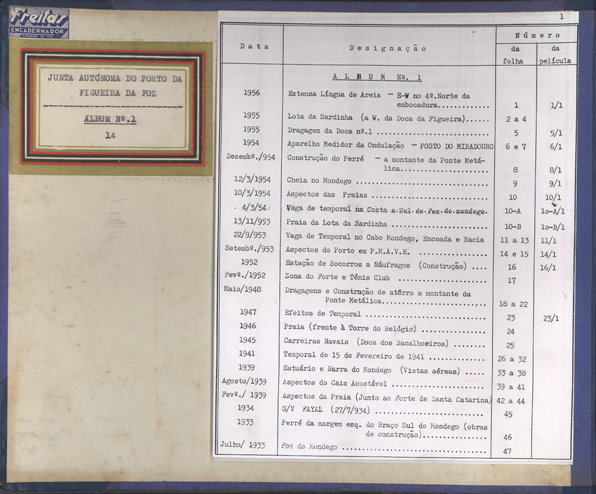 Freitas
ENCADERNADOR
JUNTA AUTÓNOMA DO PORTO DA
FIGUEIRA DA FOZ
ÁLBUM Nº.1
14
1
Data Designação Número
da folha da película
ALBUM Nº. 1
1956 Extensa Língua de Areia - E-W no 4º.Norte da
embocadura........... 1 1/1
1955 Lota da Sardinha (a W. da Doca da Figueira)...... 2 a 4
1955 Dragagem da Doca nº.1 ........................... 5 5/1
1954 Aparelho Medidor da Ondulação - POSTO DO MIRADOURO 6 e 7 6/1
Dezembº./954 Construção do Perré - a montante da Ponte Metá-
lica...................... 8 8/1
12/3/1954 Cheia no Mondego ................................ 9 9/1
10/3/1954 Aspectos das Praias ............................. 10 10/1
4/3/54 Vaga de temporal na Costa a Sul da Foz do mondego. 10-A 10-A/1
13/11/953 Praia da Lota da Sardinha ....................... 10-B 10-B/1
22/9/953 Vaga de Temporal no Cabo Mondego, Enseada e Bacia 11 a 13 11/1
Setembº./953 Aspectos do Porto em P.M.A.V.E. ................. 14 e 15 14/1
1952 Estação de Socorros a Náufragos (Construção) .... 16 16/1
Fevº./1952 Zona do Forte e Ténis Club ...................... 17
Maio/1948 Dragagens e Construção de atêrro a montante da
Ponte Metálica.......................... 18 a 22
1947 Efeitos de Temporal ............................. 23 23/1
1946 Praia (frente à Torre do Relógio) ............... 24
1945 Carreiras Navais (Doca dos Bacalhoeiros) ........ 25
1941 Temporal de 15 de Fevereiro de 1941 ............. 26 a 32
1939 Estuário e Barra do Mondego (Vistas aéreas) ..... 33 a 38
Agosto/1939 Aspectos do Cais Acostável ...................... 39 a 41
Fevº./ 1939 Aspectos da Praia (Junto ao Forte de Santa Catarina) 42 a 44
1934 S/V FAYAL (27/7/934) ............................ 45
1933 Perré da margem esq. do Braço Sul do Mondego (obras
de construção)................ 46
Julho/ 1933 Foz do Mondego .................................. 47